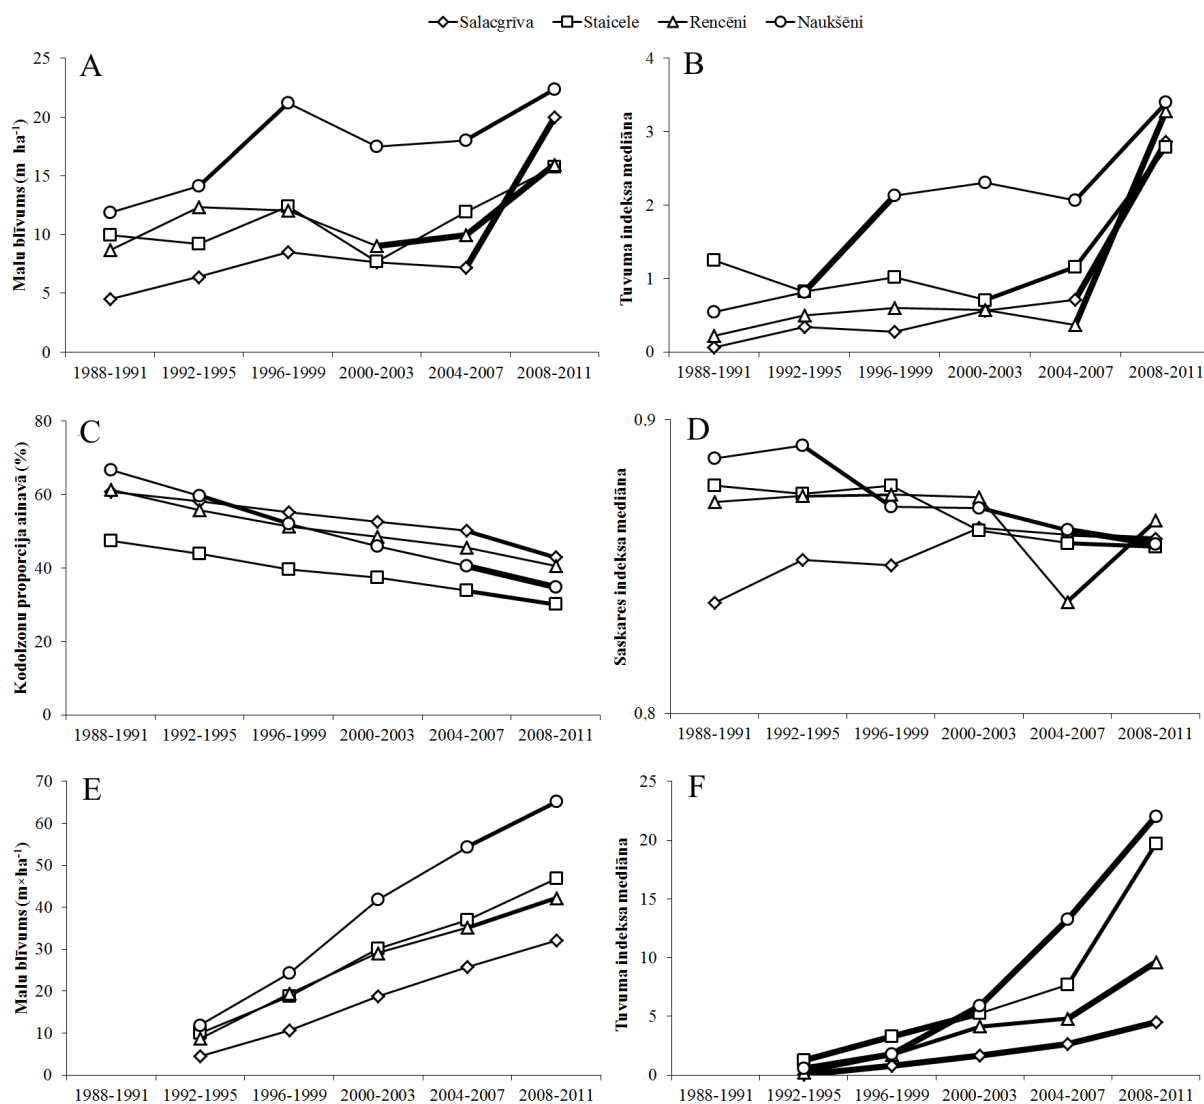 Salacgrīva Staicele Rencēni Naukšēni
A
Malu blīvums (m ha⁻¹)
25
20
15
10
5
0
1988-1991 1992-1995 1996-1999 2000-2003 2004-2007 2008-2011
B
Tuvuma indeksa mediāna
4
3
2
1
0
1988-1991 1992-1995 1996-1999 2000-2003 2004-2007 2008-2011
C
Kodolzonu proporcija ainavā (%)
80
60
40
20
0
1988-1991 1992-1995 1996-1999 2000-2003 2004-2007 2008-2011
D
Saskares indeksa mediāna
0,9
0,8
1988-1991 1992-1995 1996-1999 2000-2003 2004-2007 2008-2011
E
Malu blīvums (m×ha⁻¹)
70
60
50
40
30
20
10
0
1988-1991 1992-1995 1996-1999 2000-2003 2004-2007 2008-2011
F
Tuvuma indeksa mediāna
25
20
15
10
5
0
1988-1991 1992-1995 1996-1999 2000-2003 2004-2007 2008-2011